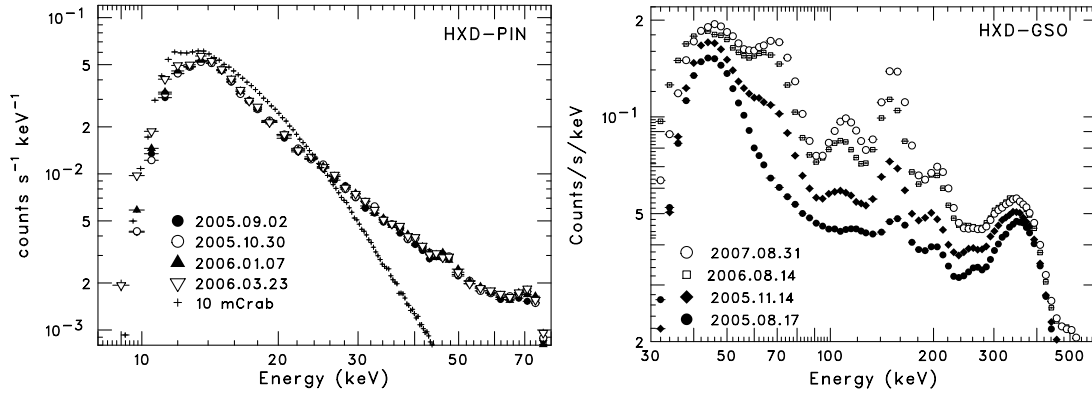 HXD-PIN
counts s⁻¹ keV⁻¹
10⁻¹
5
2
10⁻²
5
2
10⁻³
2005.09.02
2005.10.30
2006.01.07
2006.03.23
10 mCrab
10 20 30 50 70
Energy (keV)
HXD-GSO
Counts/s/keV
2
10⁻¹
5
2
2007.08.31
2006.08.14
2005.11.14
2005.08.17
30 50 70 100 200 300 500
Energy (keV)